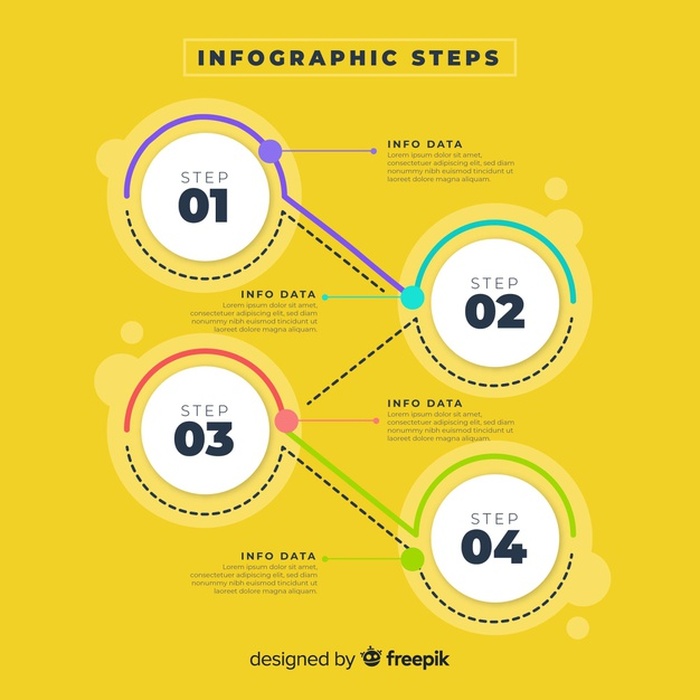 INFOGRAPHIC STEPS
STEP
01
INFO DATA
Lorem ipsum dolor sit amet,
consectetur adipiscing elit, sed diam
nonummy nibh euismod tincidunt ut
laoreet dolore magna aliquam.
STEP
02
INFO DATA
Lorem ipsum dolor sit amet,
consectetur adipiscing elit, sed diam
nonummy nibh euismod tincidunt ut
laoreet dolore magna aliquam.
STEP
03
INFO DATA
Lorem ipsum dolor sit amet,
consectetur adipiscing elit, sed diam
nonummy nibh euismod tincidunt ut
laoreet dolore magna aliquam.
STEP
04
INFO DATA
Lorem ipsum dolor sit amet,
consectetur adipiscing elit, sed diam
nonummy nibh euismod tincidunt ut
laoreet dolore magna aliquam.
designed by freepik